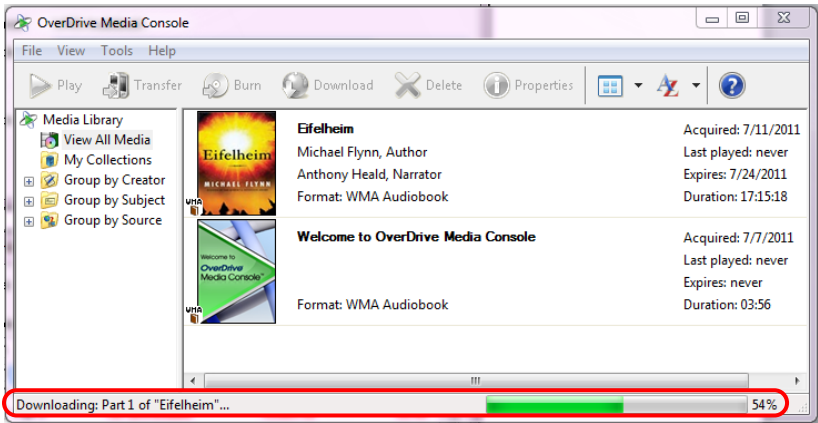 OverDrive Media Console
File View Tools Help
Play Transfer Burn Download Delete Properties
Media Library
View All Media
My Collections
Group by Creator
Group by Subject
Group by Source
Eifelheim
MICHAEL FLYNN
WMA
Eifelheim
Michael Flynn, Author
Anthony Heald, Narrator
Format: WMA Audiobook
Acquired: 7/11/2011
Last played: never
Expires: 7/24/2011
Duration: 17:15:18
Welcome to
OverDrive
Media Console™
WMA
Welcome to OverDrive Media Console
Format: WMA Audiobook
Acquired: 7/7/2011
Last played: never
Expires: never
Duration: 03:56
Downloading: Part 1 of "Eifelheim"... 54%